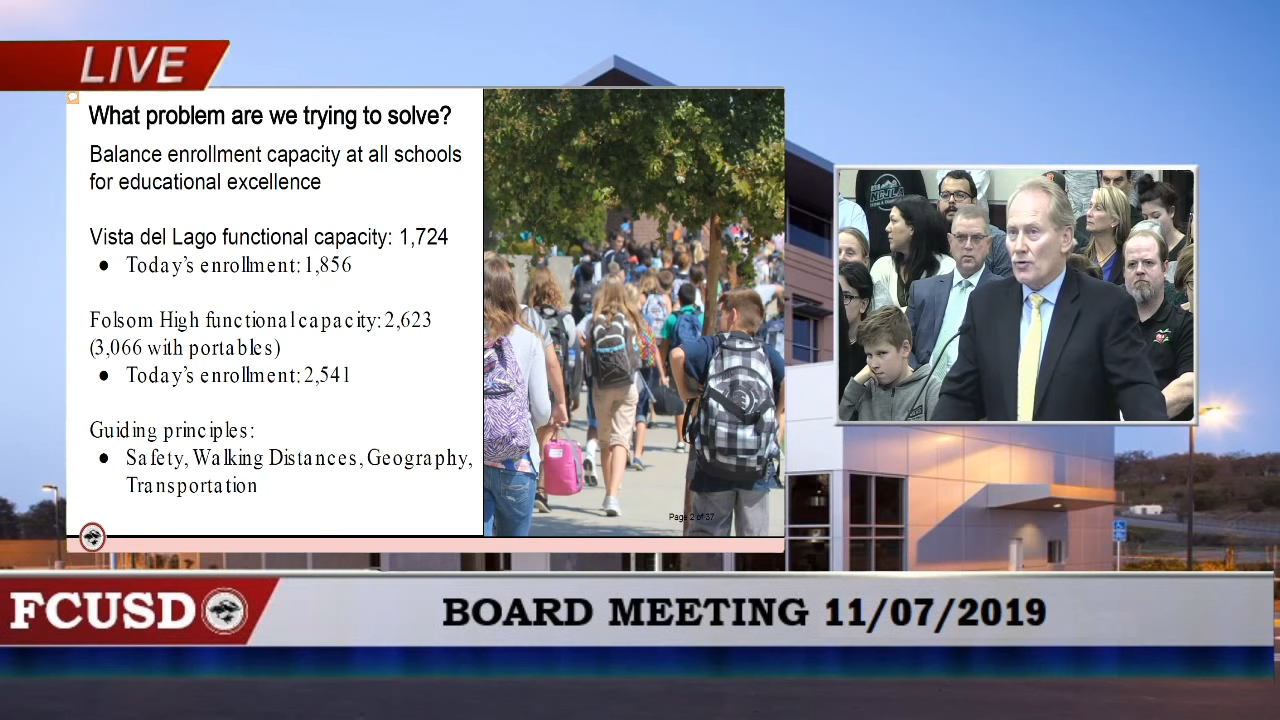 LIVE
What problem are we trying to solve?
Balance enrollment capacity at all schools
for educational excellence
Vista del Lago functional capacity: 1,724
● Today's enrollment: 1,856
Folsom High functional capacity: 2,623
(3,066 with portables)
● Today's enrollment: 2,541
Guiding principles:
● Safety, Walking Distances, Geography,
Transportation
Page 2 of 37
FCUSD
BOARD MEETING 11/07/2019